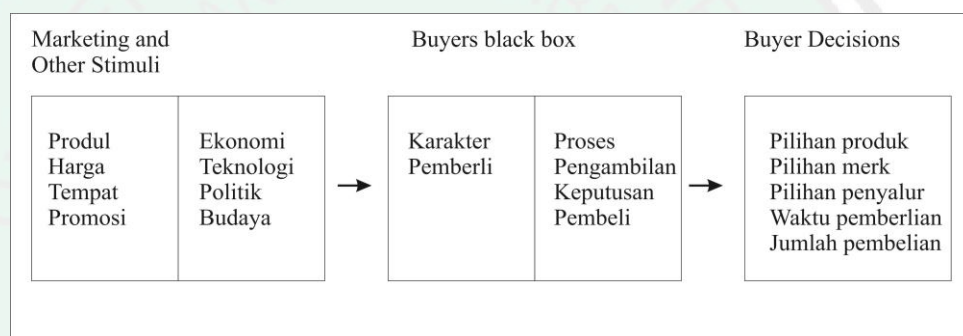 Marketing and
Other Stimuli
Buyers black box
Buyer Decisions
Produl
Harga
Tempat
Promosi
Ekonomi
Teknologi
Politik
Budaya
Karakter
Pemberli
Proses
Pengambilan
Keputusan
Pembeli
Pilihan produk
Pilihan merk
Pilihan penyalur
Waktu pemberlian
Jumlah pembelian